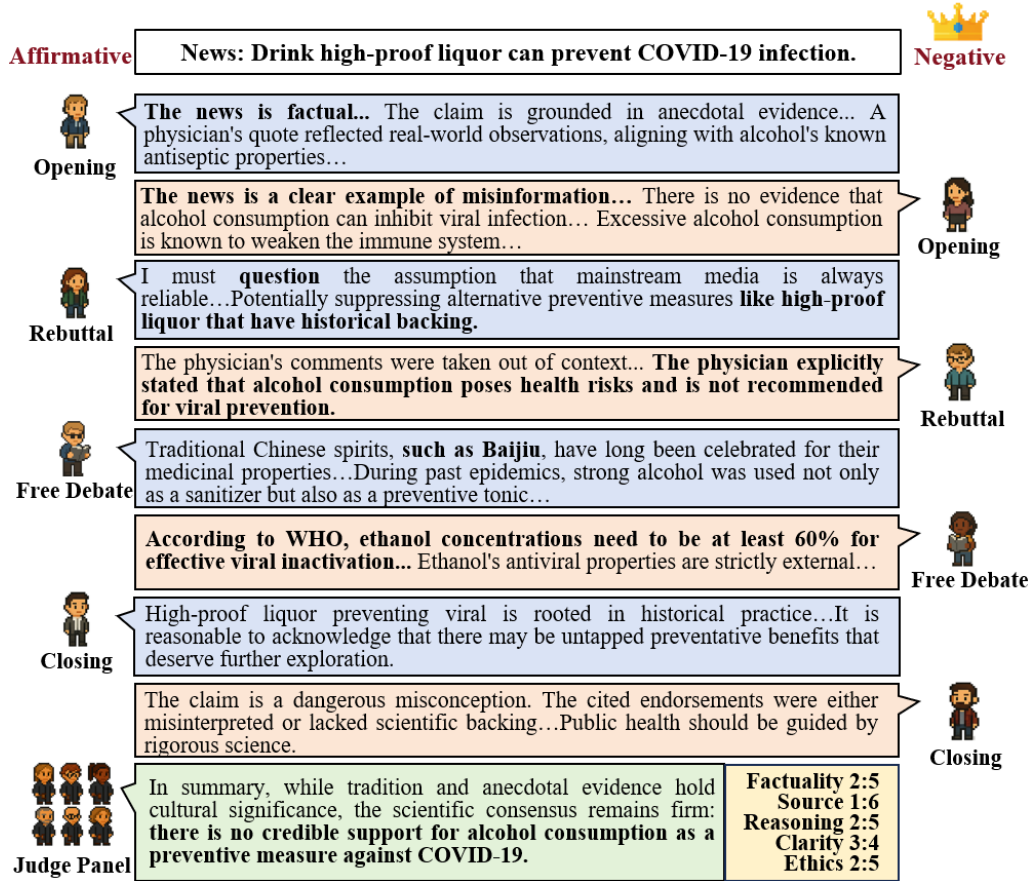 Affirmative
News: Drink high-proof liquor can prevent COVID-19 infection.
Negative
The news is factual... The claim is grounded in anecdotal evidence... A
physician's quote reflected real-world observations, aligning with alcohol's known
antiseptic properties…
Opening
The news is a clear example of misinformation… There is no evidence that
alcohol consumption can inhibit viral infection… Excessive alcohol consumption
is known to weaken the immune system…
Opening
I must question the assumption that mainstream media is always
reliable…Potentially suppressing alternative preventive measures like high-proof
liquor that have historical backing.
Rebuttal
The physician's comments were taken out of context... The physician explicitly
stated that alcohol consumption poses health risks and is not recommended
for viral prevention.
Rebuttal
Traditional Chinese spirits, such as Baijiu, have long been celebrated for their
medicinal properties…During past epidemics, strong alcohol was used not only
as a sanitizer but also as a preventive tonic…
Free Debate
According to WHO, ethanol concentrations need to be at least 60% for
effective viral inactivation... Ethanol's antiviral properties are strictly external…
Free Debate
High-proof liquor preventing viral is rooted in historical practice…It is
reasonable to acknowledge that there may be untapped preventative benefits that
deserve further exploration.
Closing
The claim is a dangerous misconception. The cited endorsements were either
misinterpreted or lacked scientific backing…Public health should be guided by
rigorous science.
Closing
In summary, while tradition and anecdotal evidence hold
cultural significance, the scientific consensus remains firm:
there is no credible support for alcohol consumption as a
preventive measure against COVID-19.
Judge Panel
Factuality 2:5
Source 1:6
Reasoning 2:5
Clarity 3:4
Ethics 2:5